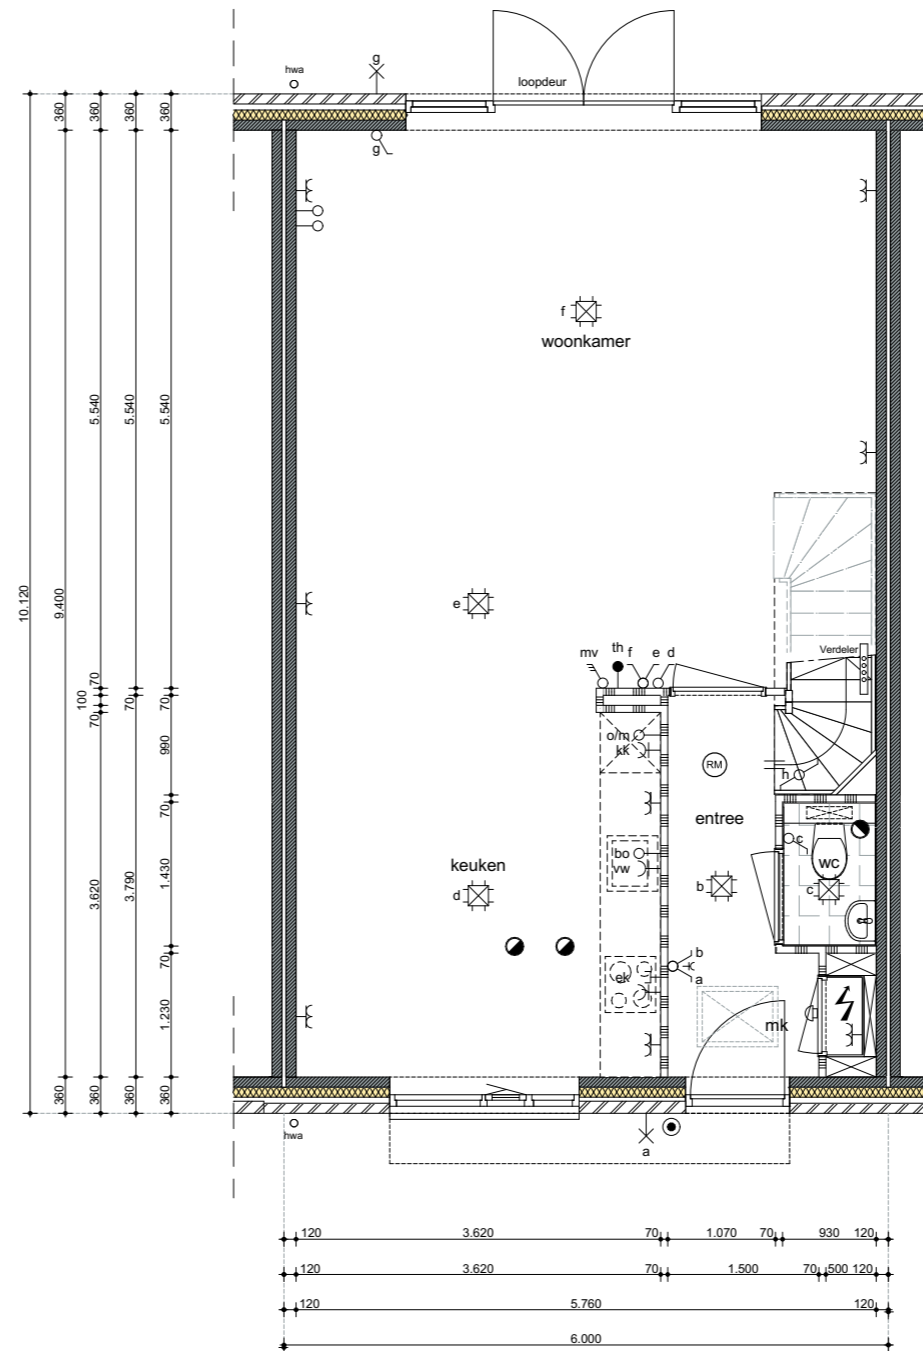 loopdeur
g
hwa
360 360 360 360
g
f
woonkamer
5.540 5.540 5.540
10.120
9.400
e
Verdeler
mv th f e d
70
100
70
70
70
o/m
kk
990
RM
h
entree
70
keuken
bo
vw
c
wc
c
d
b
3.620
3.790
1.430
70
b
a
ek
mk
1.230
360 360 360 360
hwa
a
120 3.620 70 1.070 70 930 120
120 3.620 70 1.500 70 500 120
120 5.760 120
6.000